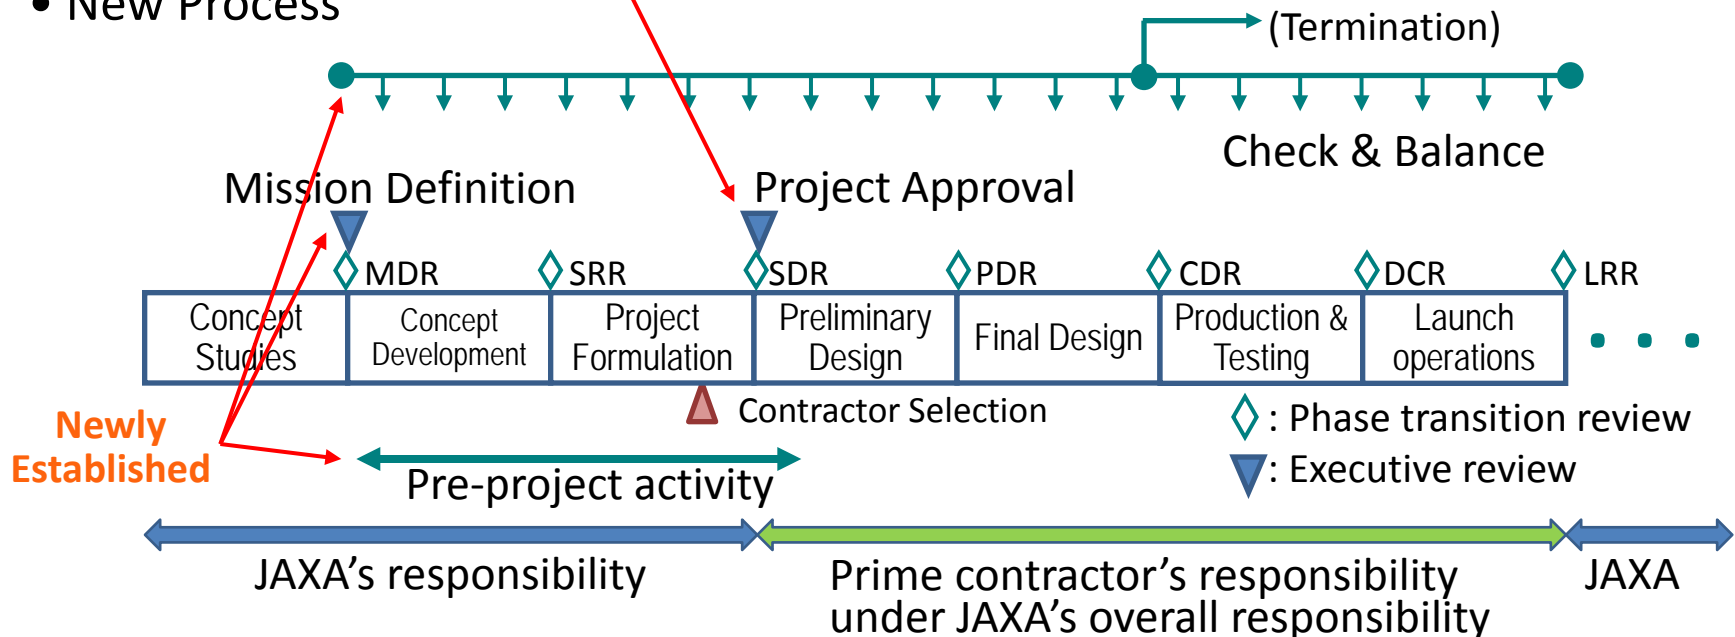 • New Process
(Termination)
Check & Balance
Mission Definition
Project Approval
MDR
SRR
SDR
PDR
CDR
DCR
LRR
Concept
Studies
Concept
Development
Project
Formulation
Preliminary
Design
Final Design
Production &
Testing
Launch
operations
Contractor Selection
: Phase transition review
: Executive review
Newly
Established
Pre-project activity
JAXA’s responsibility
Prime contractor’s responsibility
under JAXA’s overall responsibility
JAXA